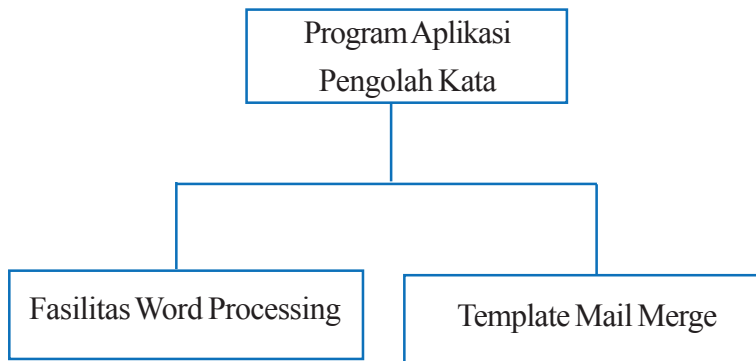 Program Aplikasi
Pengolah Kata
Fasilitas Word Processing
Template Mail Merge